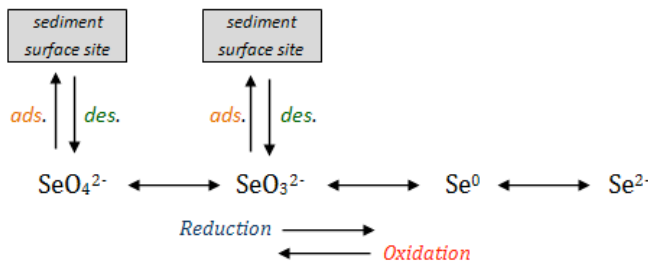 sediment
surface site
sediment
surface site
ads. des.
ads. des.
SeO₄²⁻ SeO₃²⁻ Se⁰ Se²⁻
Reduction
Oxidation